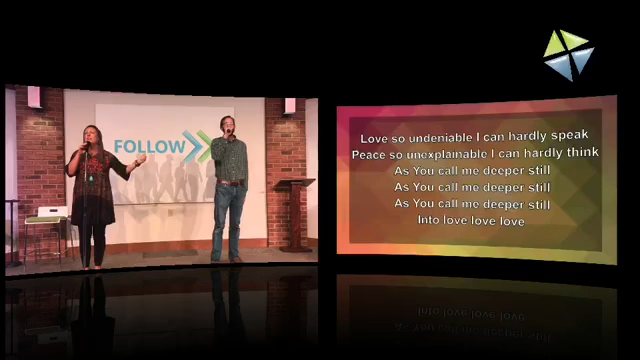 FOLLOW
Love so undeniable I can hardly speak
Peace so unexplainable I can hardly think
As You call me deeper still
As You call me deeper still
As You call me deeper still
Into love love love